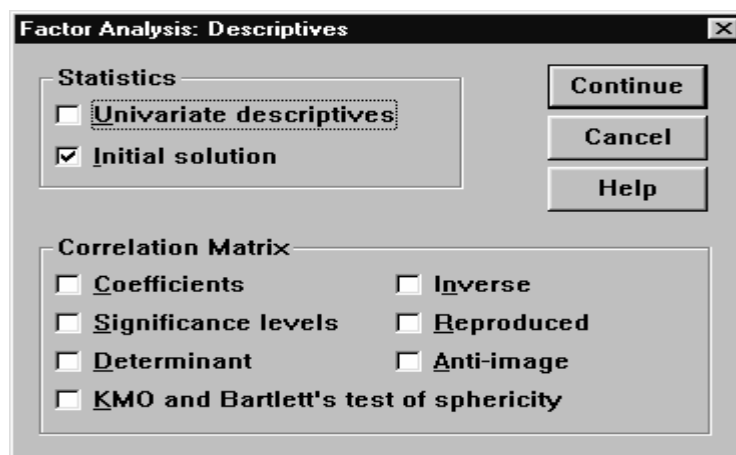 Factor Analysis: Descriptives
Statistics
Univariate descriptives
Initial solution
Continue
Cancel
Help
Correlation Matrix
Coefficients
Inverse
Significance levels
Reproduced
Determinant
Anti-image
KMO and Bartlett's test of sphericity